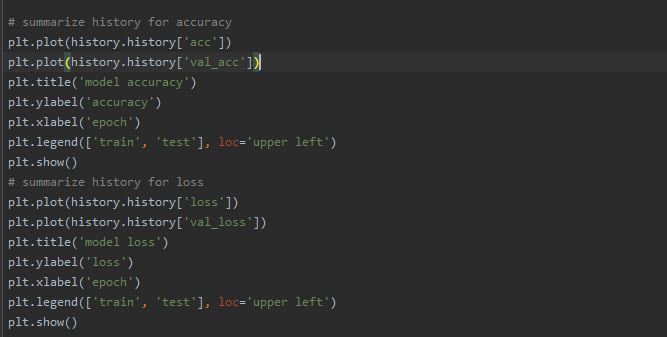 # summarize history for accuracy
plt.plot(history.history['acc'])
plt.plot(history.history['val_acc'])
plt.title('model accuracy')
plt.ylabel('accuracy')
plt.xlabel('epoch')
plt.legend(['train', 'test'], loc='upper left')
plt.show()
# summarize history for loss
plt.plot(history.history['loss'])
plt.plot(history.history['val_loss'])
plt.title('model loss')
plt.ylabel('loss')
plt.xlabel('epoch')
plt.legend(['train', 'test'], loc='upper left')
plt.show()